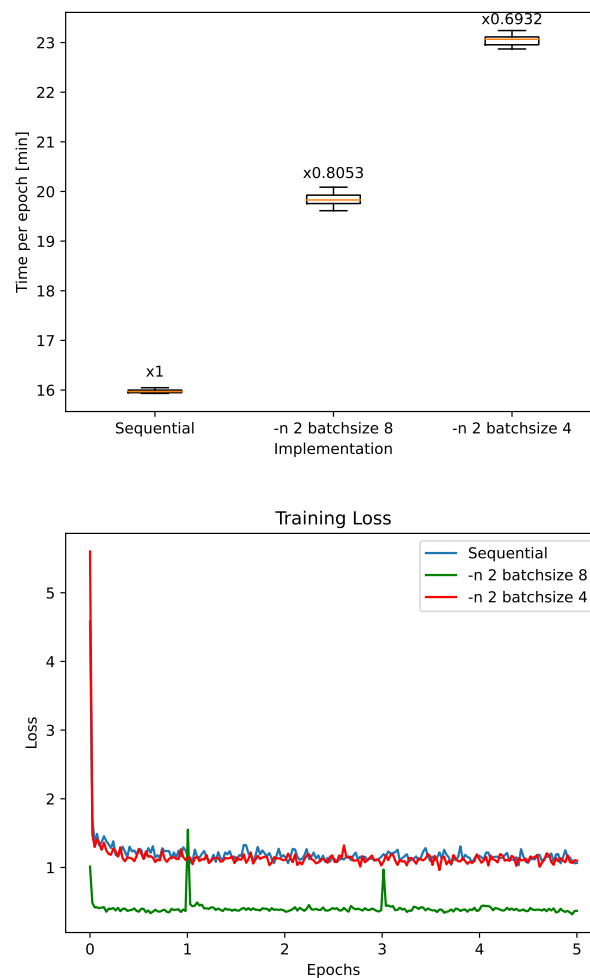 x0.6932
23
22
21
x0.8053
20
19
18
17
x1
16
Time per epoch [min]
Sequential
-n 2 batchsize 8
-n 2 batchsize 4
Implementation
Training Loss
Sequential
-n 2 batchsize 8
-n 2 batchsize 4
5
4
3
2
1
Loss
0
1
2
3
4
5
Epochs